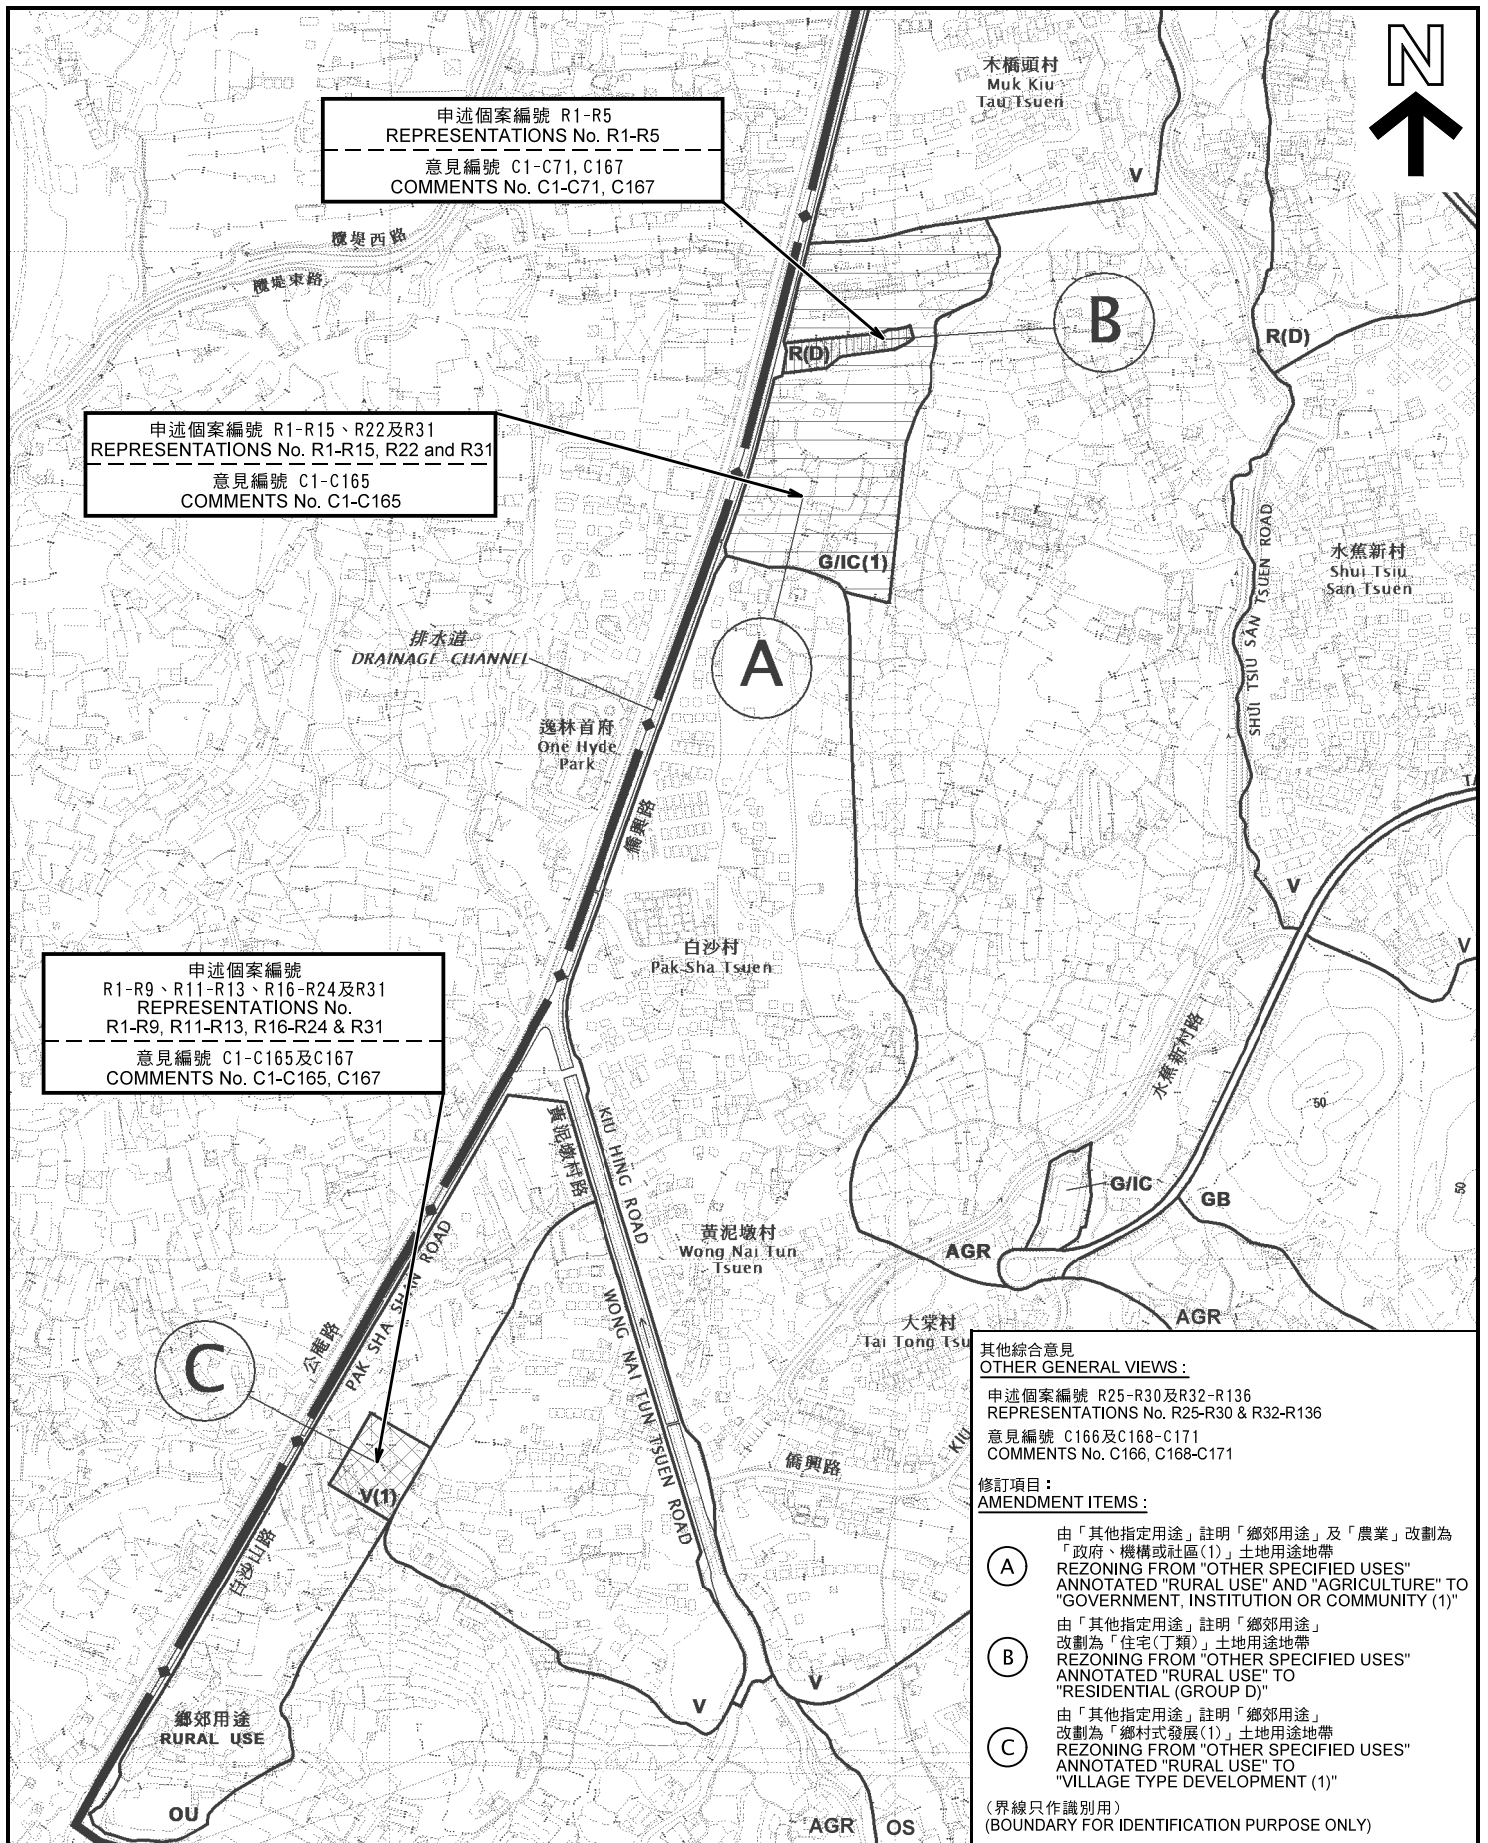 N
木橋頭村
Muk Kiu
Tau Tsuen
申述個案編號 R1-R5
REPRESENTATIONS No. R1-R5
意見編號 C1-C71, C167
COMMENTS No. C1-C71, C167
V
欖堤西路
欖堤東路
B
R(D)
R(D)
申述個案編號 R1-R15、R22及R31
REPRESENTATIONS No. R1-R15, R22 and R31
意見編號 C1-C165
COMMENTS No. C1-C165
G/IC(1)
SHUI TSIU SAN TSUEN ROAD
水蕉新村
Shui Tsiu
San Tsuen
A
排水道
DRAINAGE CHANNEL
逸林首府
One Hyde
Park
僑興路
TA
V
V
白沙村
Pak Sha Tsuen
申述個案編號
R1-R9、R11-R13、R16-R24及R31
REPRESENTATIONS No.
R1-R9, R11-R13, R16-R24 & R31
意見編號 C1-C165及C167
COMMENTS No. C1-C165, C167
水蕉新村路
50
50
黃泥墩村路
KIU HING ROAD
G/IC
GB
黃泥墩村
Wong Nai Tun
Tsuen
AGR
AGR
大棠村
Tai Tong Tsu
公庵路
PAK SHA SHAN ROAD
WONG NAI TUN TSUEN ROAD
C
V(1)
僑興路
KIU
白沙山路
鄉郊用途
RURAL USE
OU
V
V
AGR
OS
其他綜合意見
OTHER GENERAL VIEWS :
申述個案編號 R25-R30及R32-R136
REPRESENTATIONS No. R25-R30 & R32-R136
意見編號 C166及C168-C171
COMMENTS No. C166, C168-C171
修訂項目：
AMENDMENT ITEMS :
A
由「其他指定用途」註明「鄉郊用途」及「農業」改劃為
「政府、機構或社區(1)」土地用途地帶
REZONING FROM "OTHER SPECIFIED USES"
ANNOTATED "RURAL USE" AND "AGRICULTURE" TO
"GOVERNMENT, INSTITUTION OR COMMUNITY (1)"
B
由「其他指定用途」註明「鄉郊用途」
改劃為「住宅(丁類)」土地用途地帶
REZONING FROM "OTHER SPECIFIED USES"
ANNOTATED "RURAL USE" TO
"RESIDENTIAL (GROUP D)"
C
由「其他指定用途」註明「鄉郊用途」
改劃為「鄉村式發展(1)」土地用途地帶
REZONING FROM "OTHER SPECIFIED USES"
ANNOTATED "RURAL USE" TO
"VILLAGE TYPE DEVELOPMENT (1)"
(界線只作識別用)
(BOUNDARY FOR IDENTIFICATION PURPOSE ONLY)